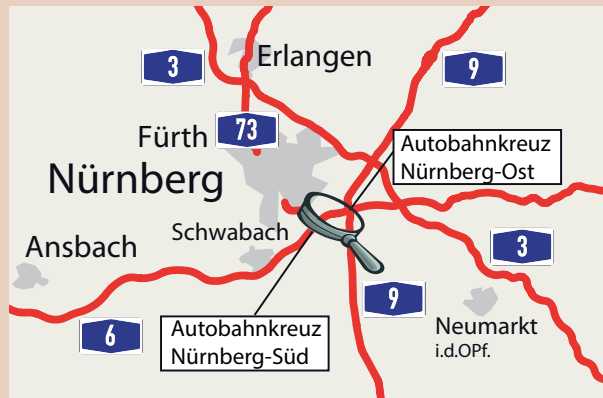 3
Erlangen
9
73
Fürth
Autobahnkreuz
Nürnberg-Ost
Nürnberg
Schwabach
Ansbach
3
9
6
Autobahnkreuz
Nürnberg-Süd
Neumarkt
i.d.OPf.